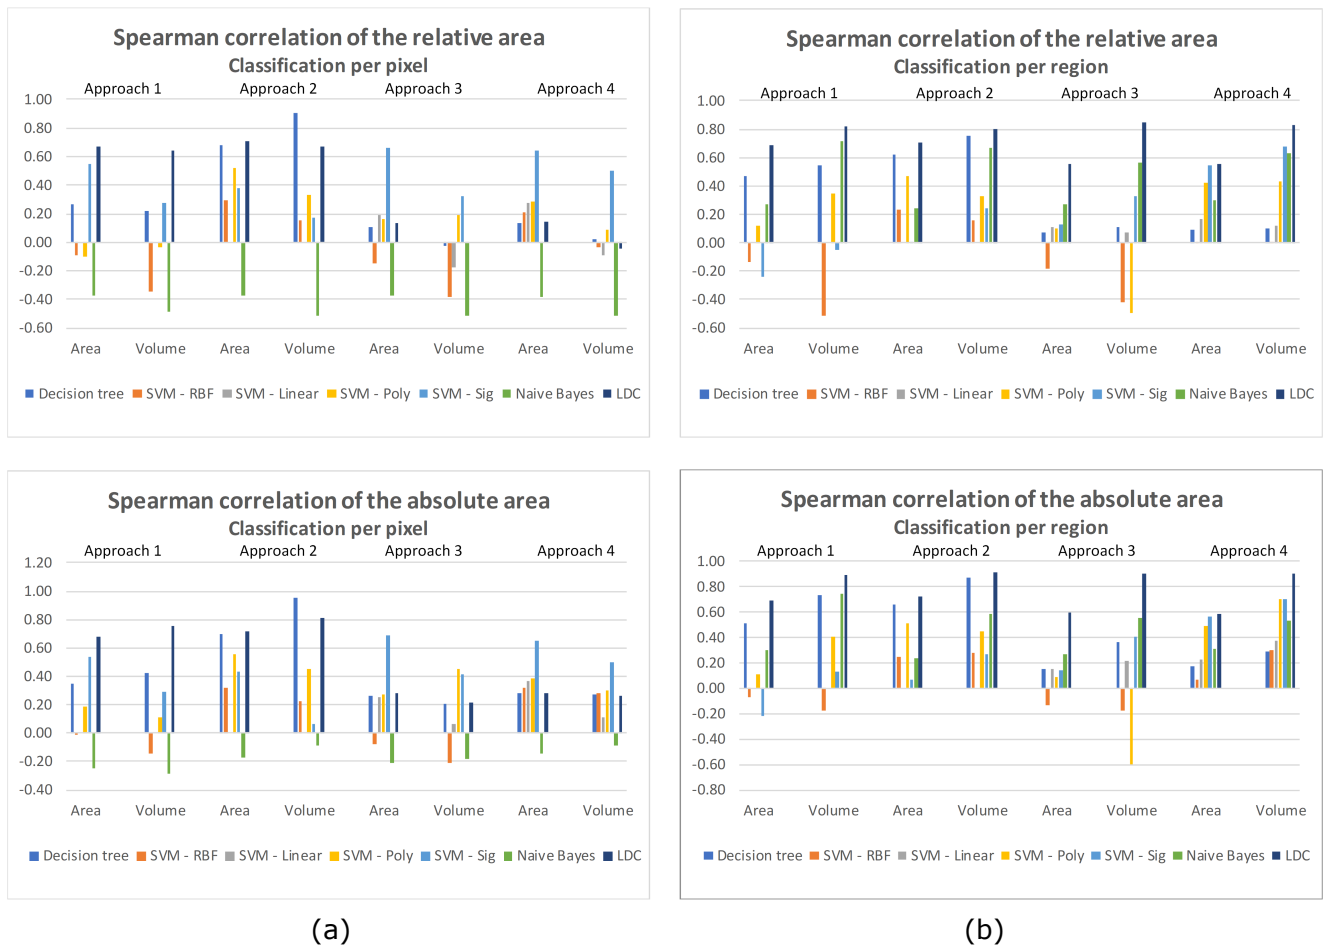 Spearman correlation of the relative area
Classification per pixel
Approach 1 Approach 2 Approach 3 Approach 4
1.00
0.80
0.60
0.40
0.20
0.00
-0.20
-0.40
-0.60
Area Volume Area Volume Area Volume Area Volume
Decision tree SVM - RBF SVM - Linear SVM - Poly SVM - Sig Naive Bayes LDC
Spearman correlation of the relative area
Classification per region
Approach 1 Approach 2 Approach 3 Approach 4
1.00
0.80
0.60
0.40
0.20
0.00
-0.20
-0.40
-0.60
Area Volume Area Volume Area Volume Area Volume
Decision tree SVM - RBF SVM - Linear SVM - Poly SVM - Sig Naive Bayes LDC
Spearman correlation of the absolute area
Classification per pixel
Approach 1 Approach 2 Approach 3 Approach 4
1.20
1.00
0.80
0.60
0.40
0.20
0.00
-0.20
-0.40
Area Volume Area Volume Area Volume Area Volume
Decision tree SVM - RBF SVM - Linear SVM - Poly SVM - Sig Naive Bayes LDC
Spearman correlation of the absolute area
Classification per region
Approach 1 Approach 2 Approach 3 Approach 4
1.00
0.80
0.60
0.40
0.20
0.00
-0.20
-0.40
-0.60
-0.80
Area Volume Area Volume Area Volume Area Volume
Decision tree SVM - RBF SVM - Linear SVM - Poly SVM - Sig Naive Bayes LDC
(a) (b)